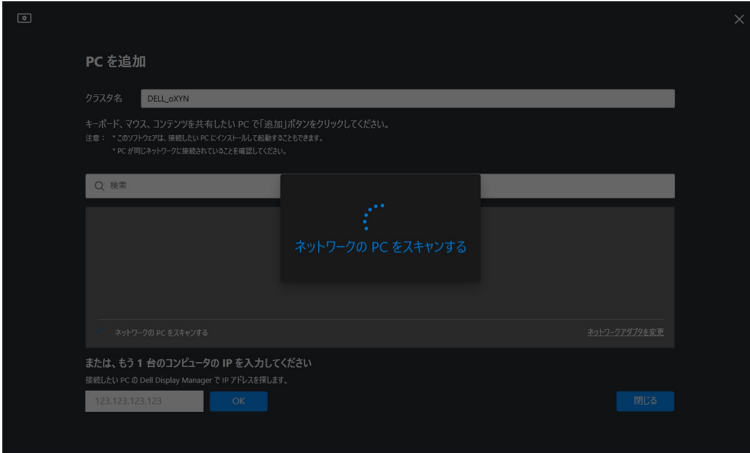 PC を追加
クラスタ名
DELL_oXYN
キーボード、マウス、コンテンツを共有したい PC で「追加」ボタンをクリックしてください。
注意： * このソフトウェアは、接続したい PC にインストールして起動することもできます。
* PC が同じネットワークに接続されていることを確認してください。
検索
ネットワークの PC をスキャンする
ネットワークの PC をスキャンする
ネットワークアダプタを変更
または、もう 1 台のコンピュータの IP を入力してください
接続したい PC の Dell Display Manager で IP アドレスを探します。
123.123.123.123
OK
閉じる